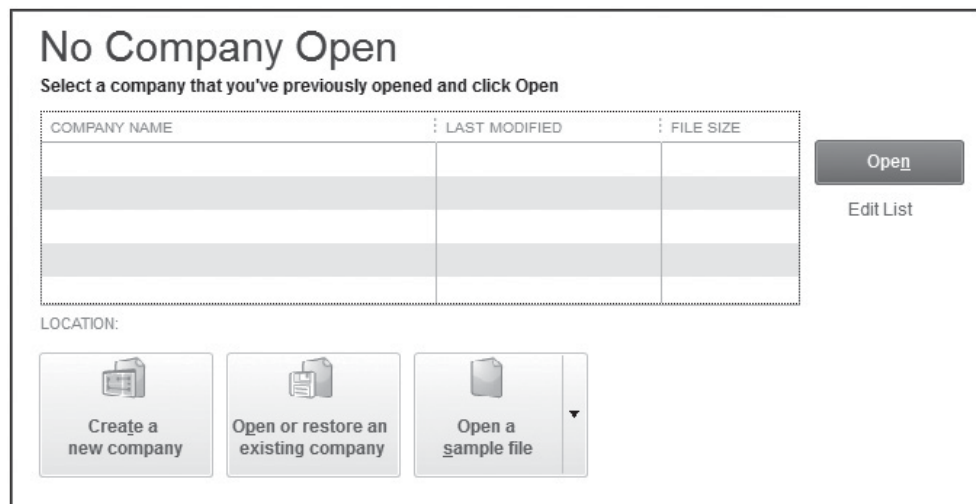 No Company Open
Select a company that you've previously opened and click Open
COMPANY NAME LAST MODIFIED FILE SIZE
Open
Edit List
LOCATION:
Create a
new company
Open or restore an
existing company
Open a
sample file